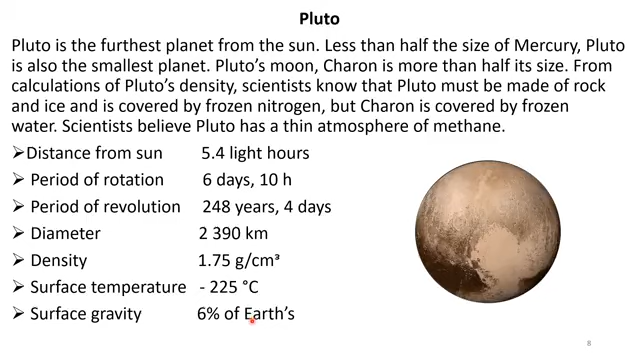 Pluto
Pluto is the furthest planet from the sun. Less than half the size of Mercury, Pluto
is also the smallest planet. Pluto’s moon, Charon is more than half its size. From
calculations of Pluto’s density, scientists know that Pluto must be made of rock
and ice and is covered by frozen nitrogen, but Charon is covered by frozen
water. Scientists believe Pluto has a thin atmosphere of methane.
➢Distance from sun 5.4 light hours
➢ Period of rotation 6 days, 10 h
➢ Period of revolution 248 years, 4 days
➢ Diameter 2 390 km
➢ Density 1.75 g/cm³
➢ Surface temperature - 225 °C
➢ Surface gravity 6% of Earth’s
8